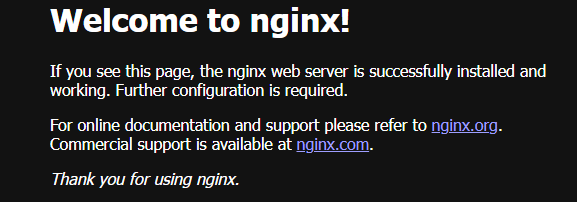 Welcome to nginx!
If you see this page, the nginx web server is successfully installed and
working. Further configuration is required.
For online documentation and support please refer to nginx.org.
Commercial support is available at nginx.com.
Thank you for using nginx.